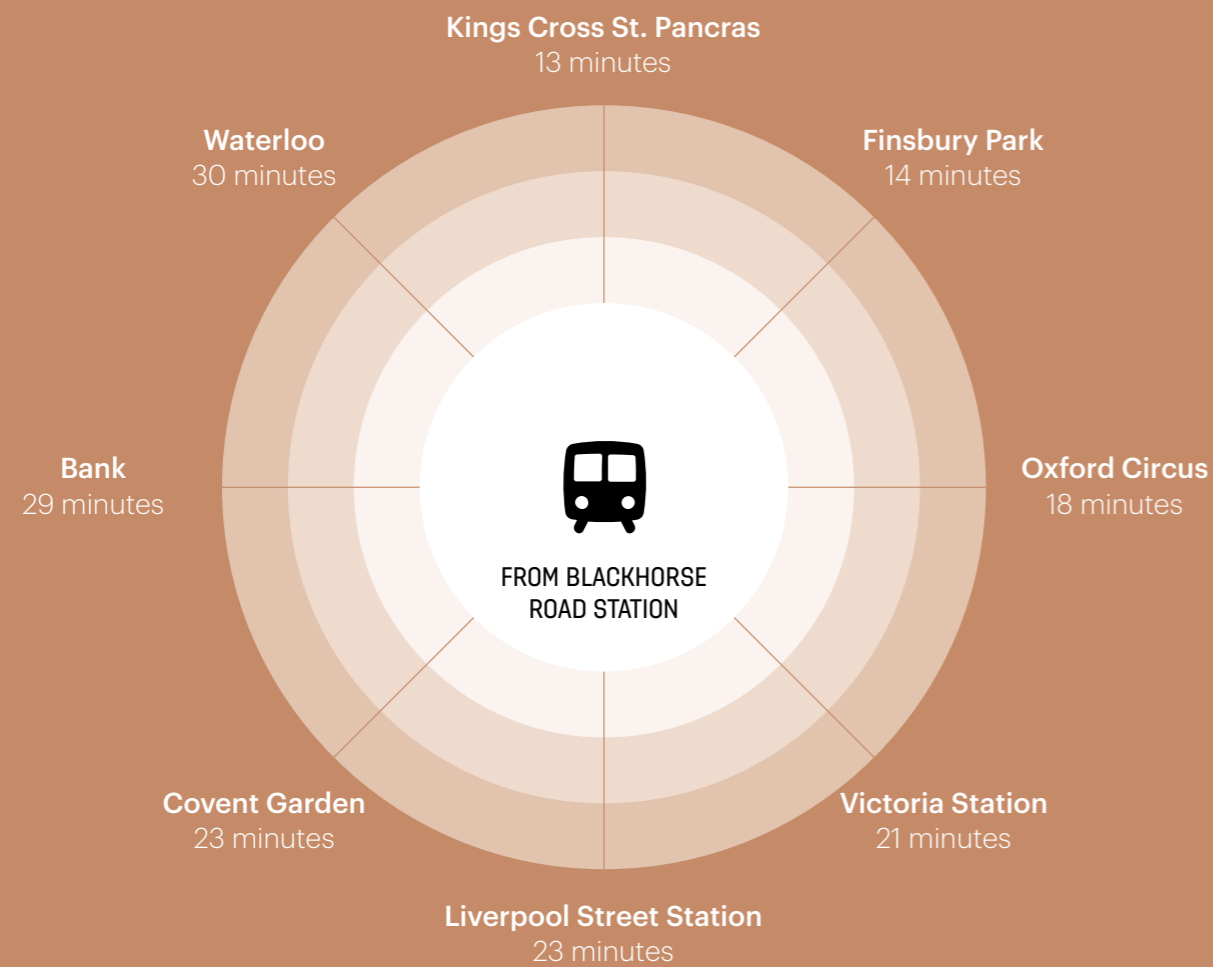 Kings Cross St. Pancras
13 minutes
Finsbury Park
14 minutes
Oxford Circus
18 minutes
Victoria Station
21 minutes
Liverpool Street Station
23 minutes
Covent Garden
23 minutes
Bank
29 minutes
Waterloo
30 minutes
FROM BLACKHORSE
ROAD STATION